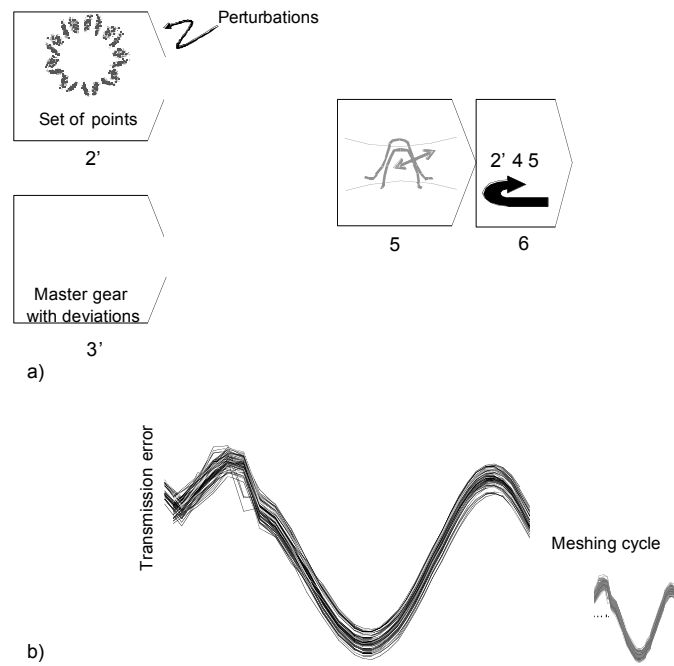 Perturbations
Set of points
2'
2' 4 5
5
6
Master gear
with deviations
3'
a)
Transmission error
Meshing cycle
b)